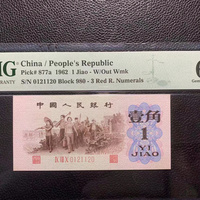 China / People's Republic
Pick # 877a 1962 1 Jiao - W/Out Wmk
S/N 0121120 Block 980 - 3 Red R. Numerals
中国人民银行
壹角
1
YI
JIAO
0121120